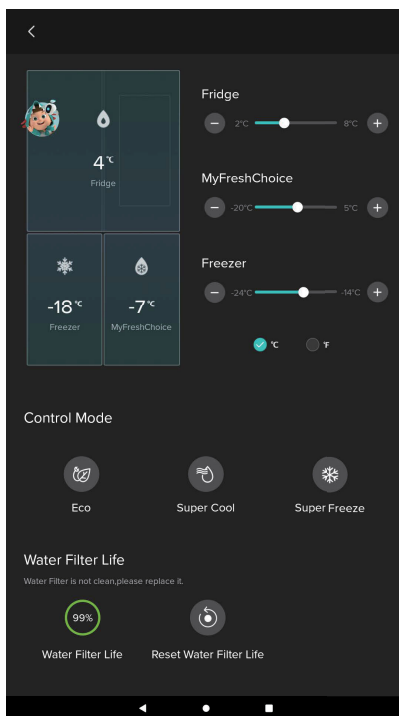 Fridge
2°C 8°C
4°C
Fridge
MyFreshChoice
-20°C 5°C
Freezer
-24°C -14°C
-18°C
Freezer
-7°C
MyFreshChoice
°C °F
Control Mode
Eco
Super Cool
Super Freeze
Water Filter Life
Water Filter is not clean,please replace it.
99%
Water Filter Life
Reset Water Filter Life